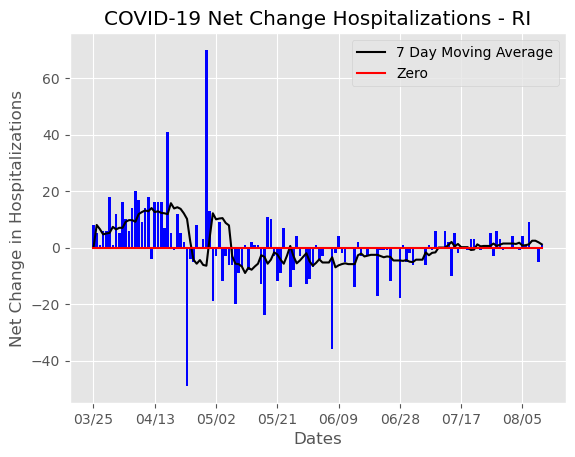 COVID-19 Net Change Hospitalizations - RI
7 Day Moving Average
Zero
Net Change in Hospitalizations
60
40
20
0
−20
−40
03/25 04/13 05/02 05/21 06/09 06/28 07/17 08/05
Dates